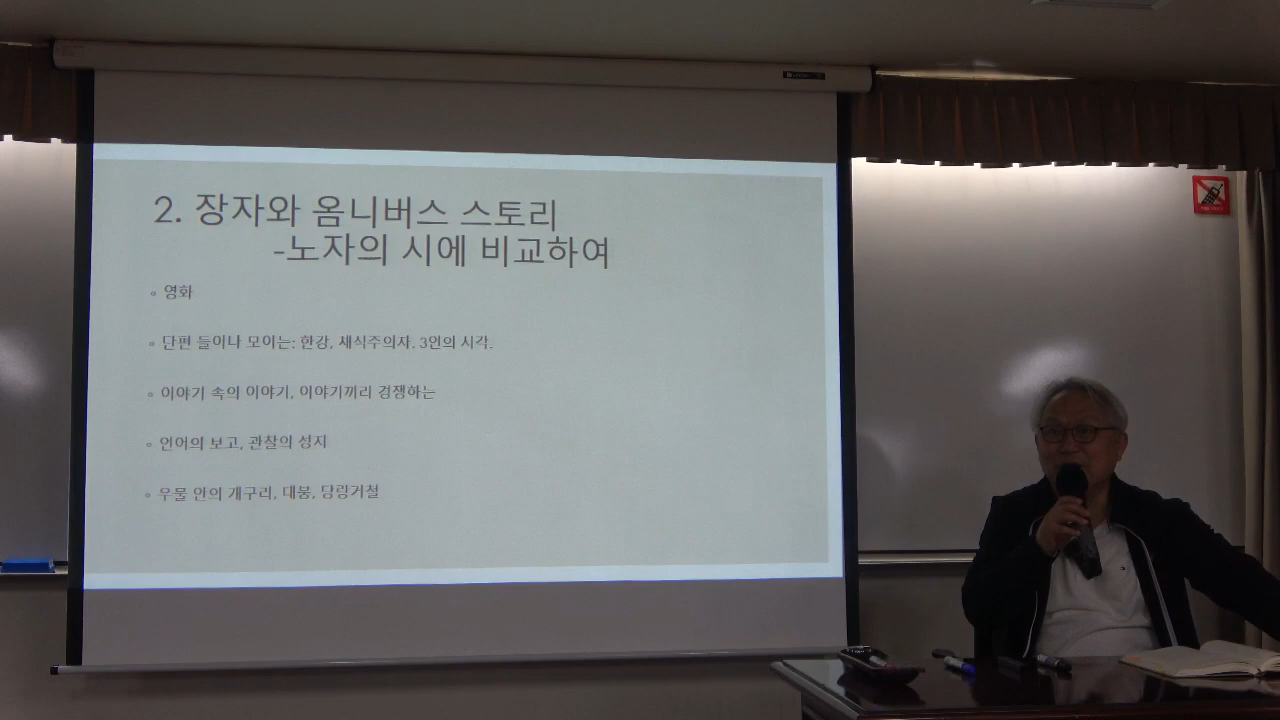 2. 장자와 옴니버스 스토리
-노자의 시에 비교하여
◦ 영화
◦ 단편 들이나 모이는: 한강, 채식주의자. 3인의 시각.
◦ 이야기 속의 이야기, 이야기끼리 경쟁하는
◦ 언어의 보고, 관찰의 성지
◦ 우물 안의 개구리, 대붕, 당랑거철